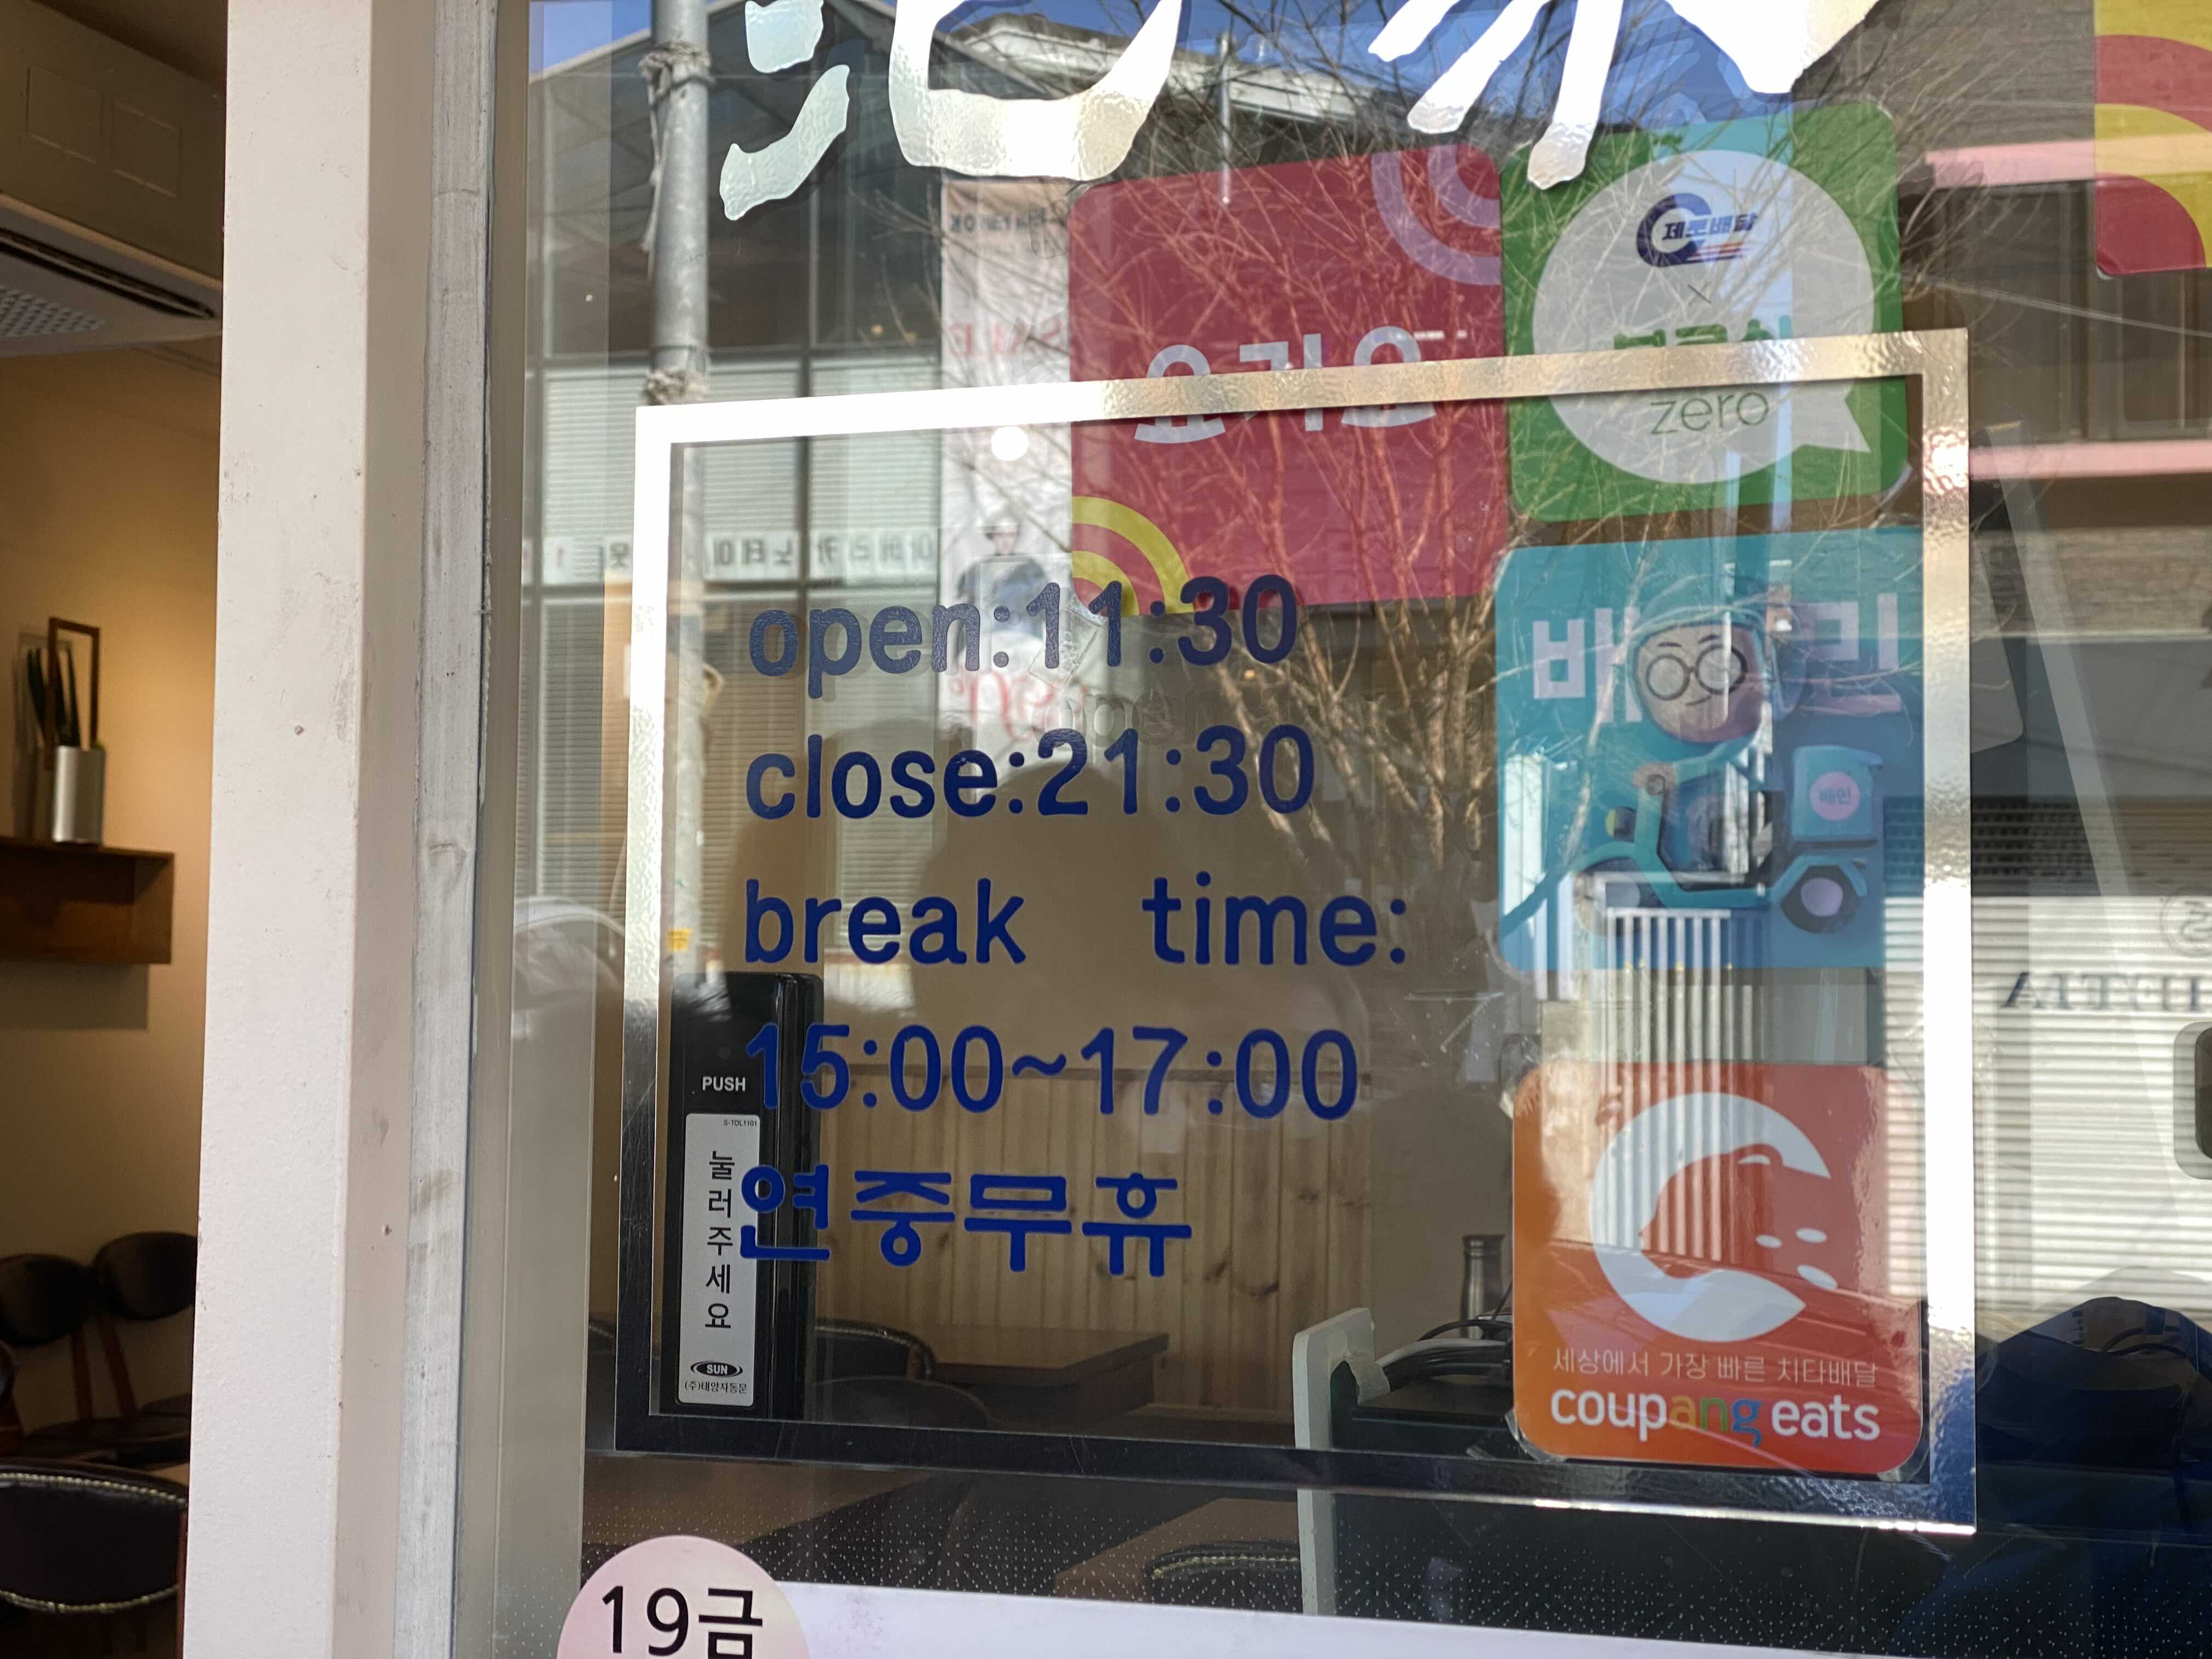 제로배달
×
zero
요기요
open:11:30
close:21:30
break time:
15:00~17:00
연중무휴
PUSH
S-TDL1101
눌러주세요
SUN
(주)태양자동문
배민
세상에서 가장 빠른 치타배달
coupang eats
19금